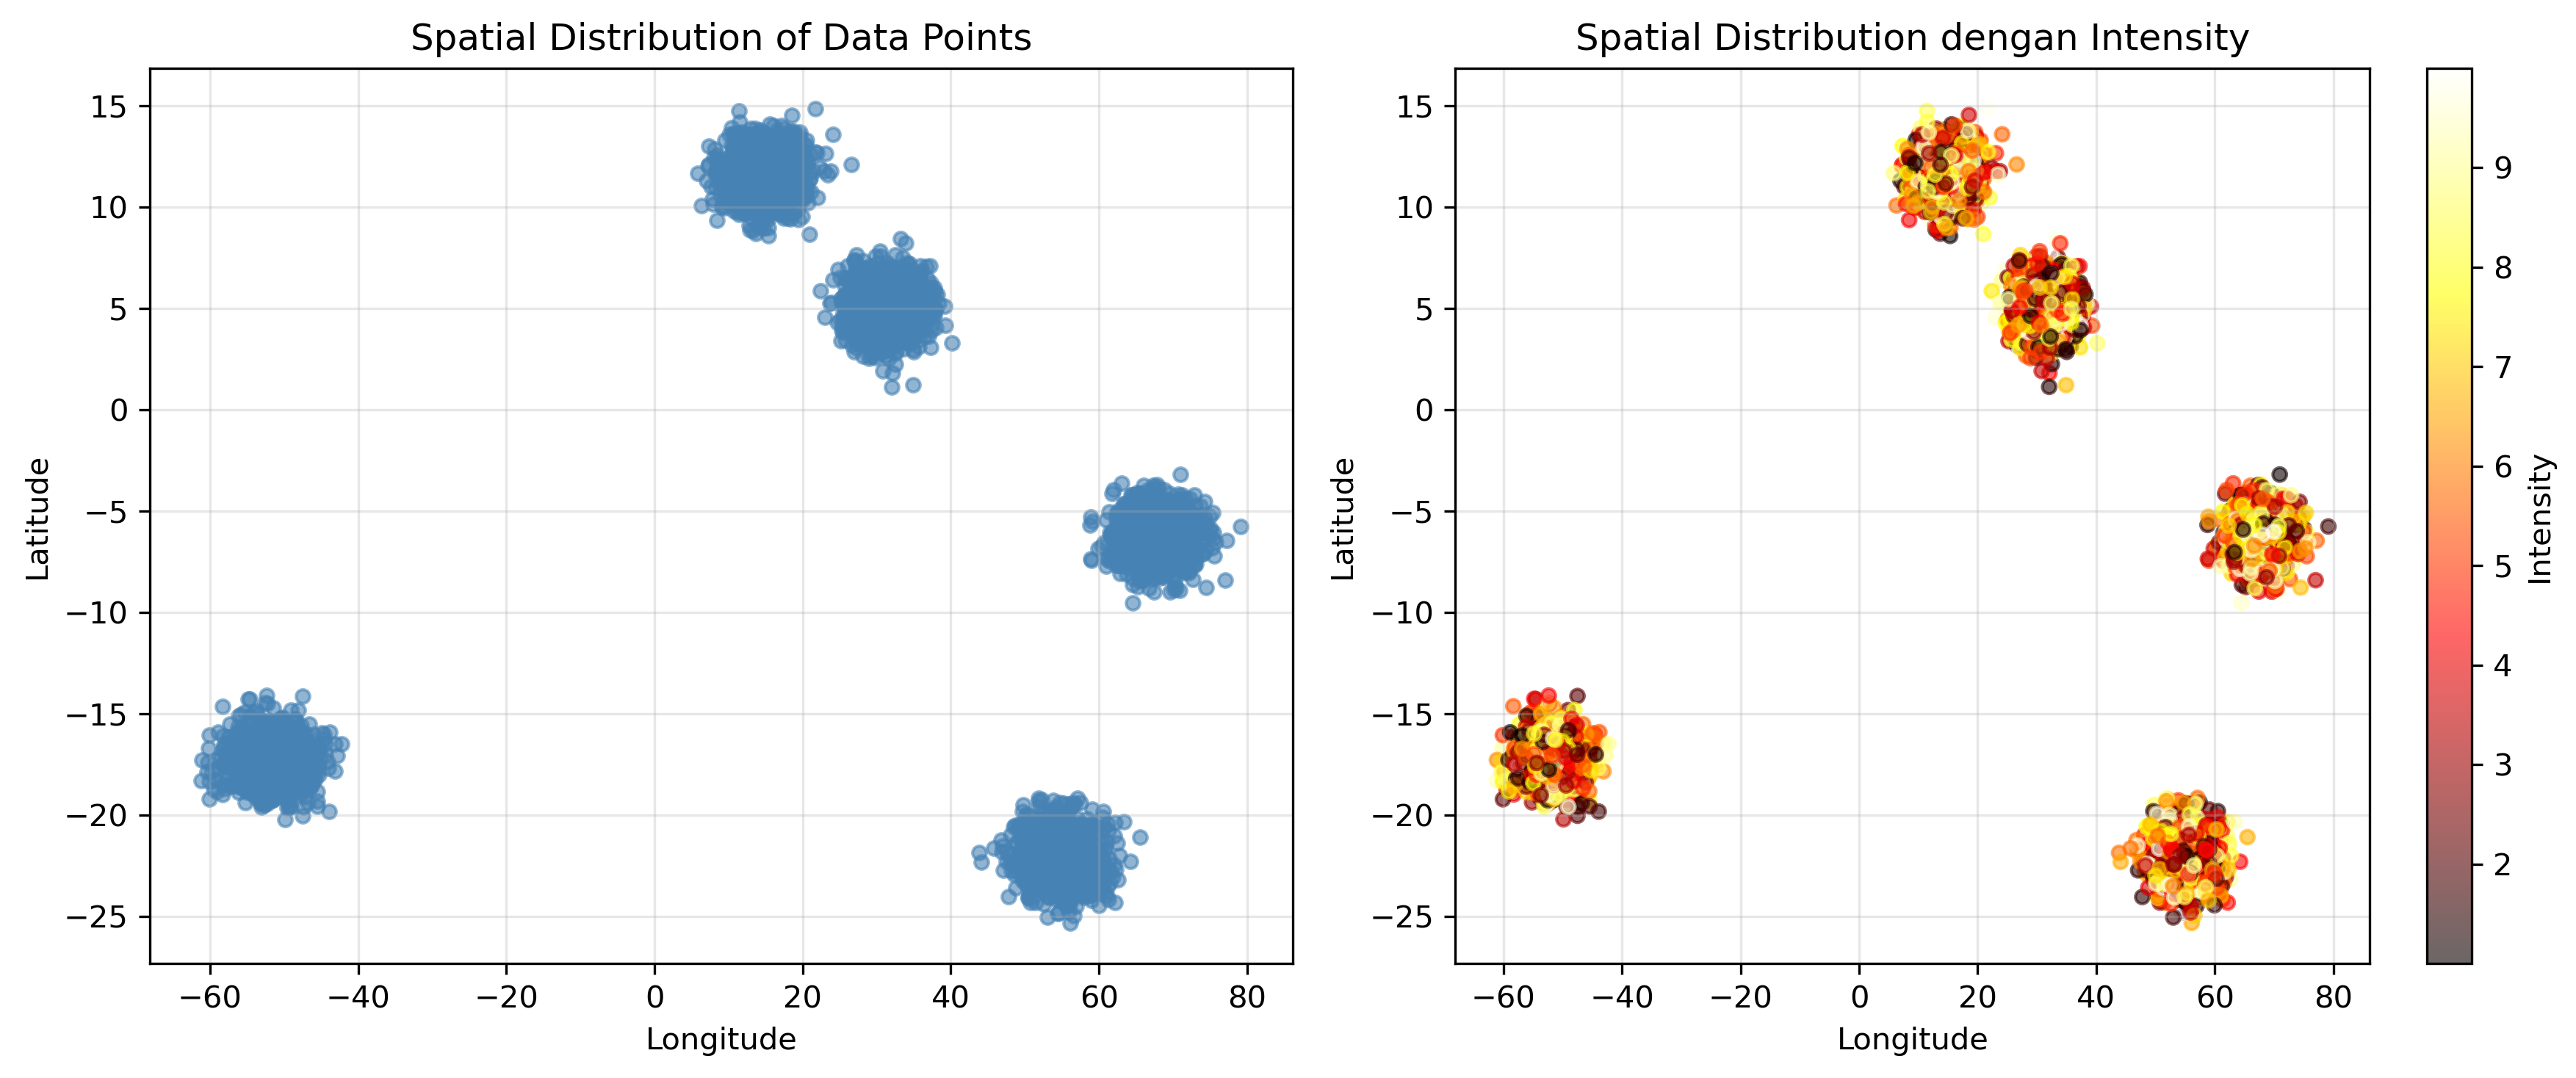 Spatial Distribution of Data Points
15
10
5
0
−5
−10
−15
−20
−25
Latitude
−60 −40 −20 0 20 40 60 80
Longitude
Spatial Distribution dengan Intensity
15
10
5
0
−5
−10
−15
−20
−25
Latitude
−60 −40 −20 0 20 40 60 80
Longitude
9
8
7
6
5
4
3
2
Intensity